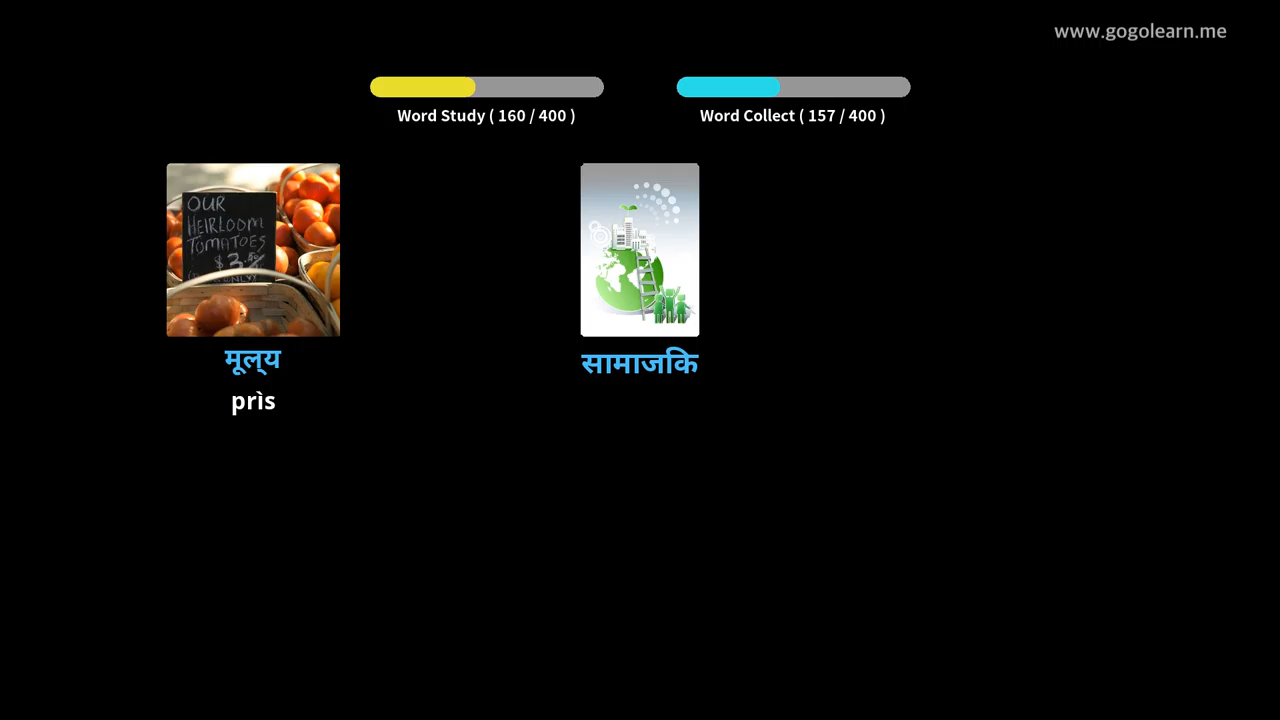 www.gogolearn.me
Word Study ( 160 / 400 )
Word Collect ( 157 / 400 )
OUR
HEIRLOOM
TOMATOES
मूल्‌य
prìs
सामाजकि